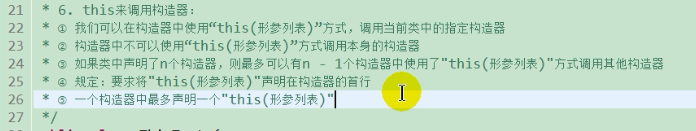 21 * 6. this来调用构造器：
22 * ① 我们可以在构造器中使用“this(形参列表)”方式，调用当前类中的指定构造器
23 * ② 构造器中不可以使用“this(形参列表)”方式调用本身的构造器
24 * ③ 如果类中声明了n个构造器，则最多可以有n - 1个构造器中使用了"this(形参列表)"方式调用其他构造器
25 * ④ 规定：要求将"this(形参列表)"声明在构造器的首行
26 * ⑤ 一个构造器中最多声明一个"this(形参列表)"
27 */